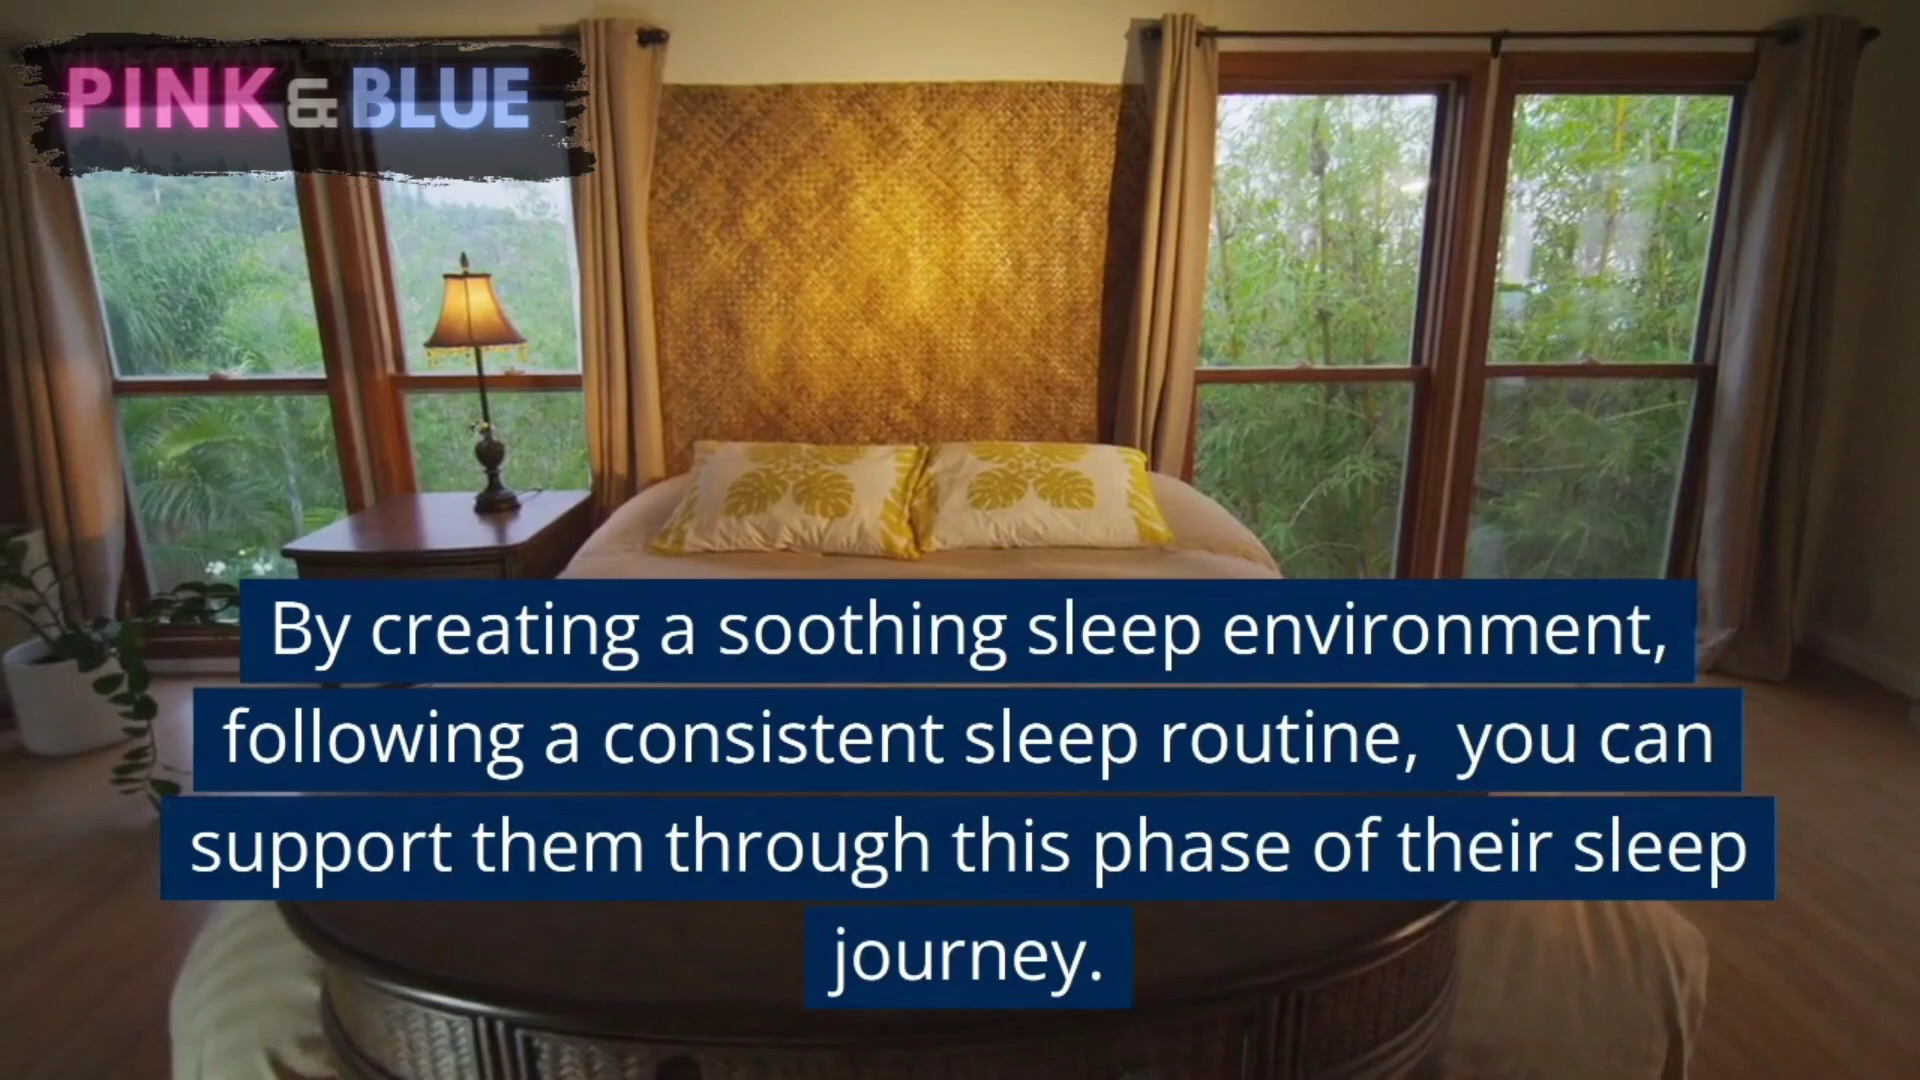 PINK & BLUE
By creating a soothing sleep environment,
following a consistent sleep routine,  you can
support them through this phase of their sleep
journey.